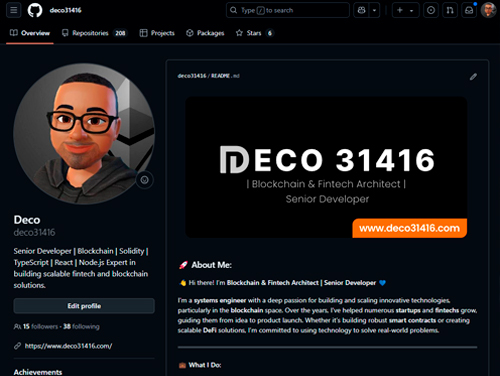 deco31416
Type / to search
Overview
Repositories 208
Projects
Packages
Stars 6
deco31416 / README.md
DECO 31416
| Blockchain & Fintech Architect |
Senior Developer
www.deco31416.com
Deco
deco31416
Senior Developer | Blockchain | Solidity |
TypeScript | React | Node.js Expert in
building scalable fintech and blockchain
solutions.
Edit profile
15 followers · 38 following
https://www.deco31416.com/
Achievements
🚀 About Me:
👋 Hi there! I'm Blockchain & Fintech Architect | Senior Developer 💙
I'm a systems engineer with a deep passion for building and scaling innovative technologies,
particularly in the blockchain space. Over the years, I've helped numerous startups and fintechs grow,
guiding them from idea to product launch. Whether it's building robust smart contracts or creating
scalable DeFi solutions, I'm committed to using technology to solve real-world problems.
💼 What I Do: